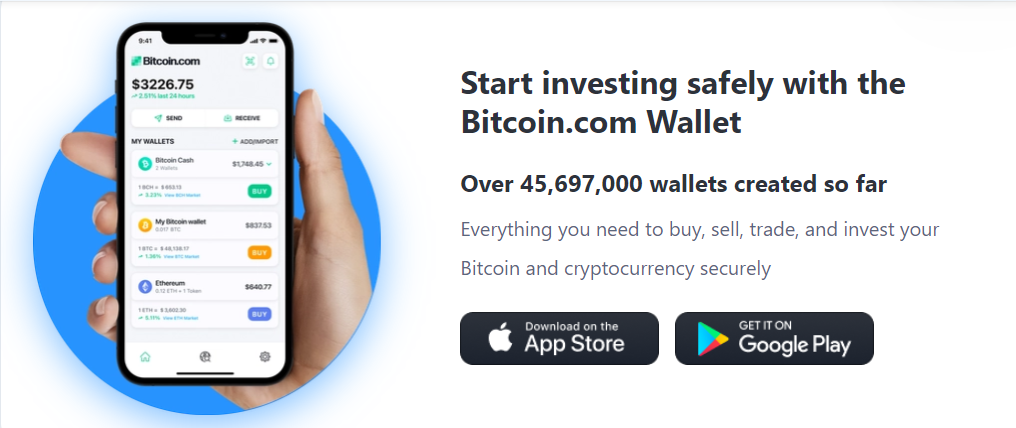 9:41
Bitcoin.com
$3226.75
2.51% last 24 hours
SEND RECEIVE
MY WALLETS + ADD/IMPORT
Bitcoin Cash
2 Wallets
$1,748.45
1 BCH = $ 653.13
3.23% View BCH Market
BUY
My Bitcoin wallet
0.017 BTC
$837.53
1 BTC = $ 48,138.17
1.36% View BTC Market
BUY
Ethereum
0.12 ETH + 1 Token
$640.77
1 ETH = $ 3,602.30
5.11% View ETH Market
BUY
Start investing safely with the
Bitcoin.com Wallet
Over 45,697,000 wallets created so far
Everything you need to buy, sell, trade, and invest your
Bitcoin and cryptocurrency securely
Download on the
App Store
GET IT ON
Google Play